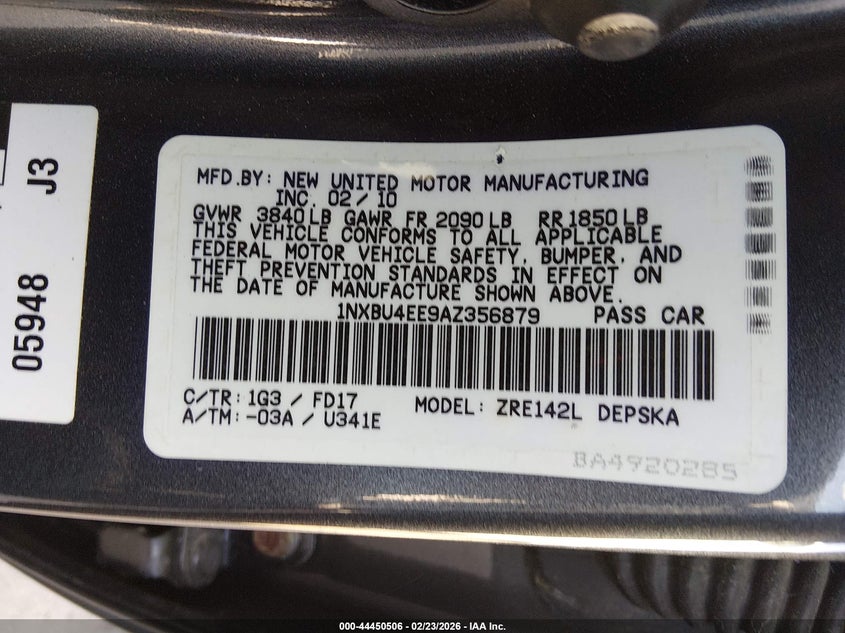 J3
05948
MFD.BY: NEW UNITED MOTOR MANUFACTURING
INC. 02/10
GVWR 3840LB GAWR FR 2090LB RR1850LB
THIS VEHICLE CONFORMS TO ALL APPLICABLE
FEDERAL MOTOR VEHICLE SAFETY, BUMPER, AND
THEFT PREVENTION STANDARDS IN EFFECT ON
THE DATE OF MANUFACTURE SHOWN ABOVE.
1NXBU4EE9AZ356879 PASS CAR
C/TR: 1G3 / FD17
A/TM: -03A / U341E
MODEL: ZRE142L DEPSKA
BA4920285
000-44450506 - 02/23/2026 - IAA Inc.